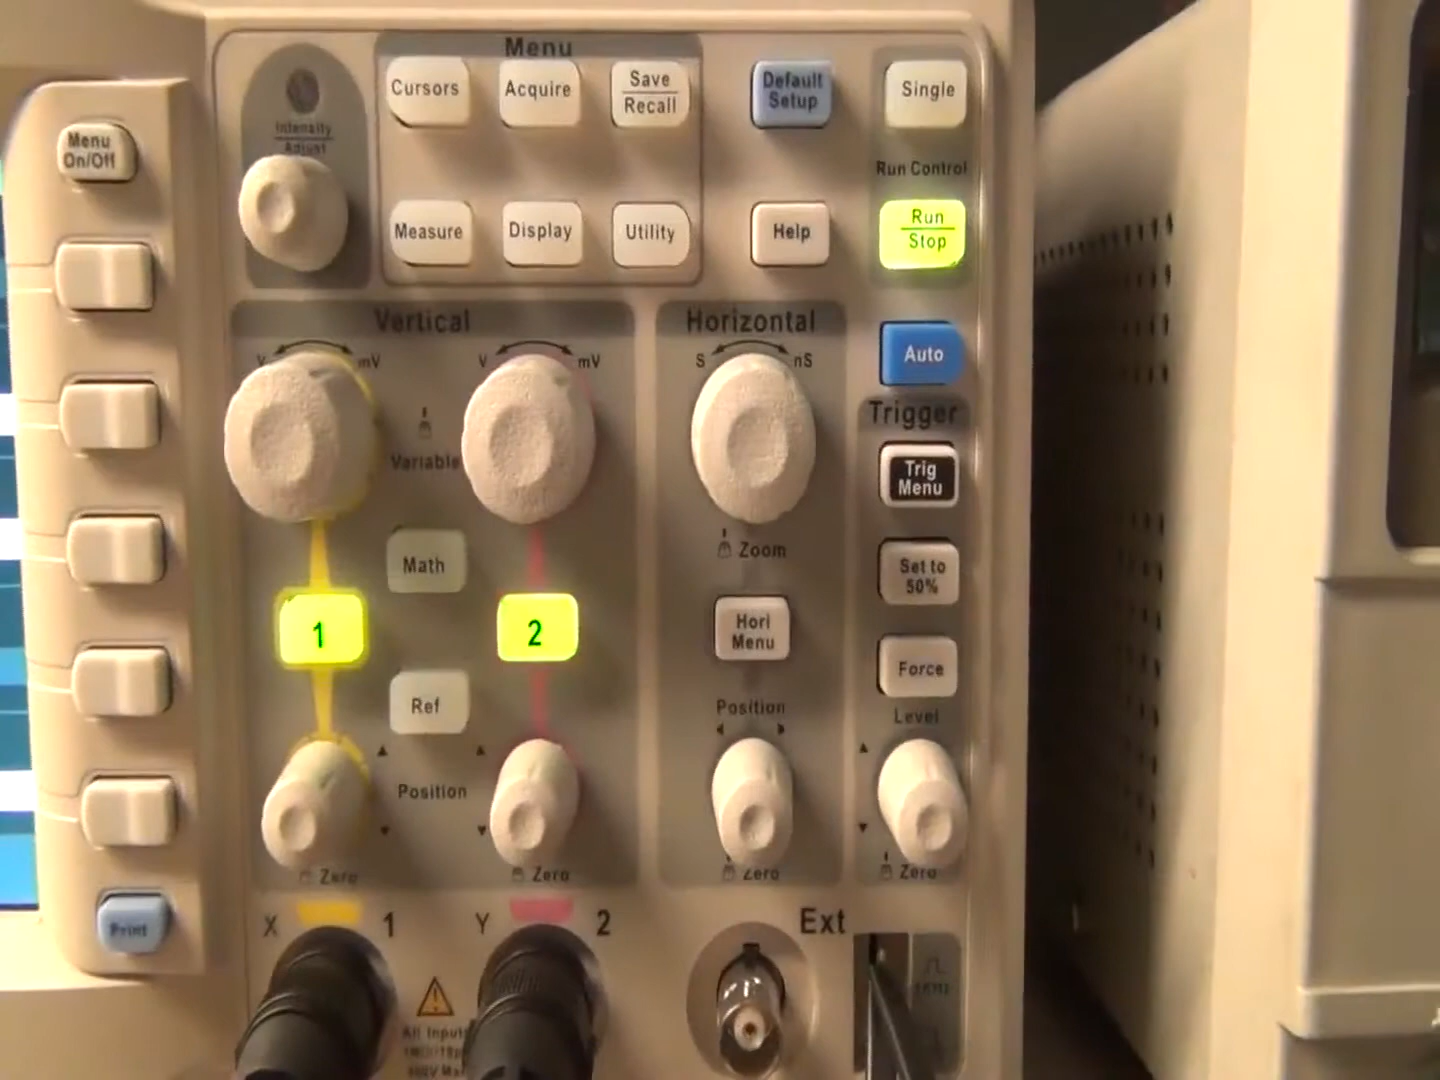 Menu
Cursors
Acquire
Save
Recall
Default
Setup
Single
Intensity
Adjust
Menu
On/Off
Run Control
Measure
Display
Utility
Help
Run
Stop
Vertical
Horizontal
V
mV
V
mV
S
nS
Auto
Trigger
Variable
Trig
Menu
Zoom
Math
Set to
50%
1
2
Hori
Menu
Force
Ref
Position
Level
Position
Zero
Zero
Zero
Zero
Print
X
1
Y
2
Ext
All Inputs